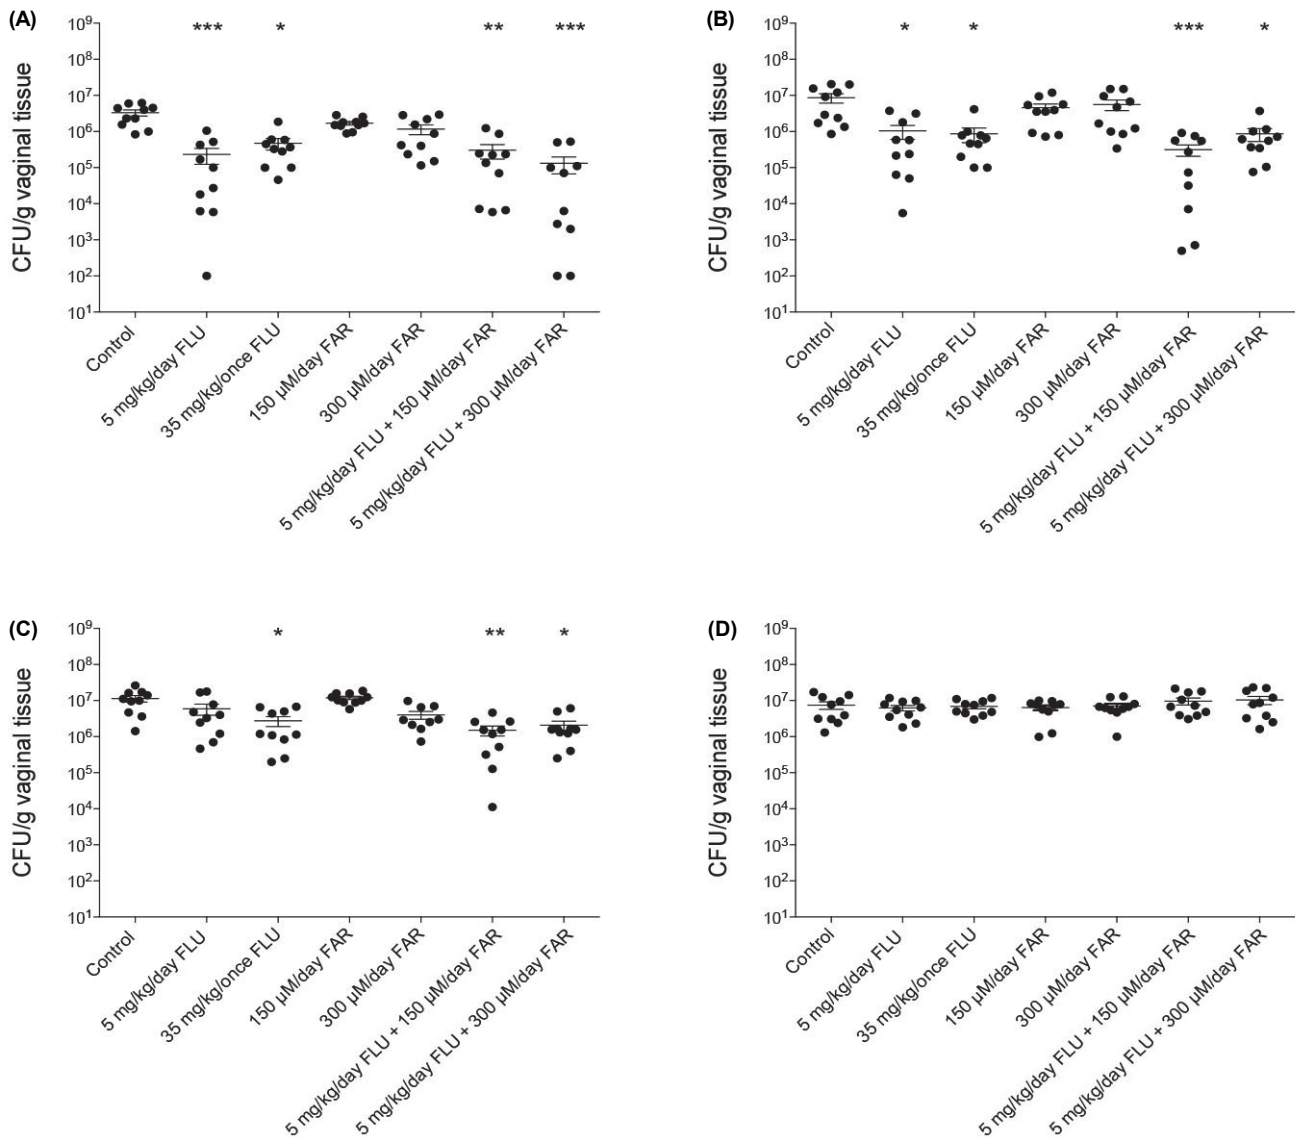 (A)
CFU/g vaginal tissue
10⁹
10⁸
10⁷
10⁶
10⁵
10⁴
10³
10²
10¹
***
*
**
***
Control
5 mg/kg/day FLU
35 mg/kg/once FLU
150 µM/day FAR
300 µM/day FAR
5 mg/kg/day FLU + 150 µM/day FAR
5 mg/kg/day FLU + 300 µM/day FAR
(B)
CFU/g vaginal tissue
10⁹
10⁸
10⁷
10⁶
10⁵
10⁴
10³
10²
10¹
*
*
***
*
Control
5 mg/kg/day FLU
35 mg/kg/once FLU
150 µM/day FAR
300 µM/day FAR
5 mg/kg/day FLU + 150 µM/day FAR
5 mg/kg/day FLU + 300 µM/day FAR
(C)
CFU/g vaginal tissue
10⁹
10⁸
10⁷
10⁶
10⁵
10⁴
10³
10²
10¹
*
**
*
Control
5 mg/kg/day FLU
35 mg/kg/once FLU
150 µM/day FAR
300 µM/day FAR
5 mg/kg/day FLU + 150 µM/day FAR
5 mg/kg/day FLU + 300 µM/day FAR
(D)
CFU/g vaginal tissue
10⁹
10⁸
10⁷
10⁶
10⁵
10⁴
10³
10²
10¹
Control
5 mg/kg/day FLU
35 mg/kg/once FLU
150 µM/day FAR
300 µM/day FAR
5 mg/kg/day FLU + 150 µM/day FAR
5 mg/kg/day FLU + 300 µM/day FAR